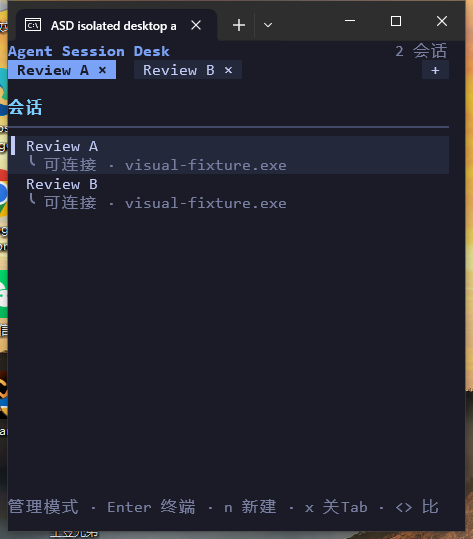 ASD isolated desktop a
Agent Session Desk 2 会话
Review A × Review B × +
会话
Review A
可连接 · visual-fixture.exe
Review B
可连接 · visual-fixture.exe
管理模式 · Enter 终端 · n 新建 · x 关Tab · <> 比